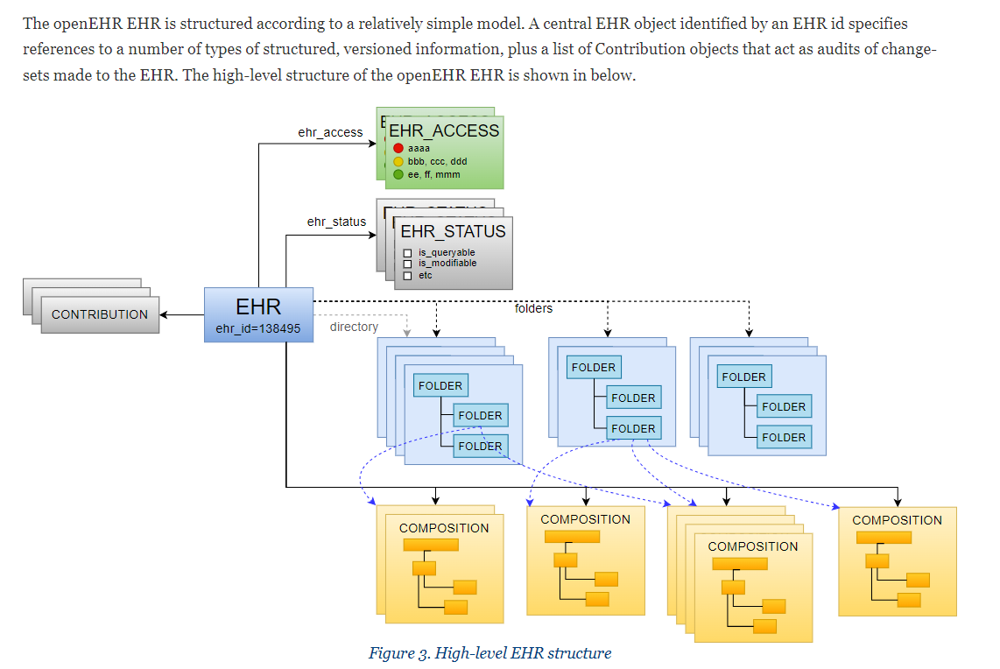 The openEHR EHR is structured according to a relatively simple model. A central EHR object identified by an EHR id specifies
references to a number of types of structured, versioned information, plus a list of Contribution objects that act as audits of change-
sets made to the EHR. The high-level structure of the openEHR EHR is shown in below.
ehr_access
EHR_ACCESS
aaaa
bbb, ccc, ddd
ee, ff, mmm
ehr_status
EHR_STATUS
is_queryable
is_modifiable
etc
CONTRIBUTION
EHR
ehr_id=138495
folders
directory
FOLDER
FOLDER
FOLDER
FOLDER
FOLDER
FOLDER
FOLDER
FOLDER
FOLDER
COMPOSITION
COMPOSITION
COMPOSITION
COMPOSITION
Figure 3. High-level EHR structure